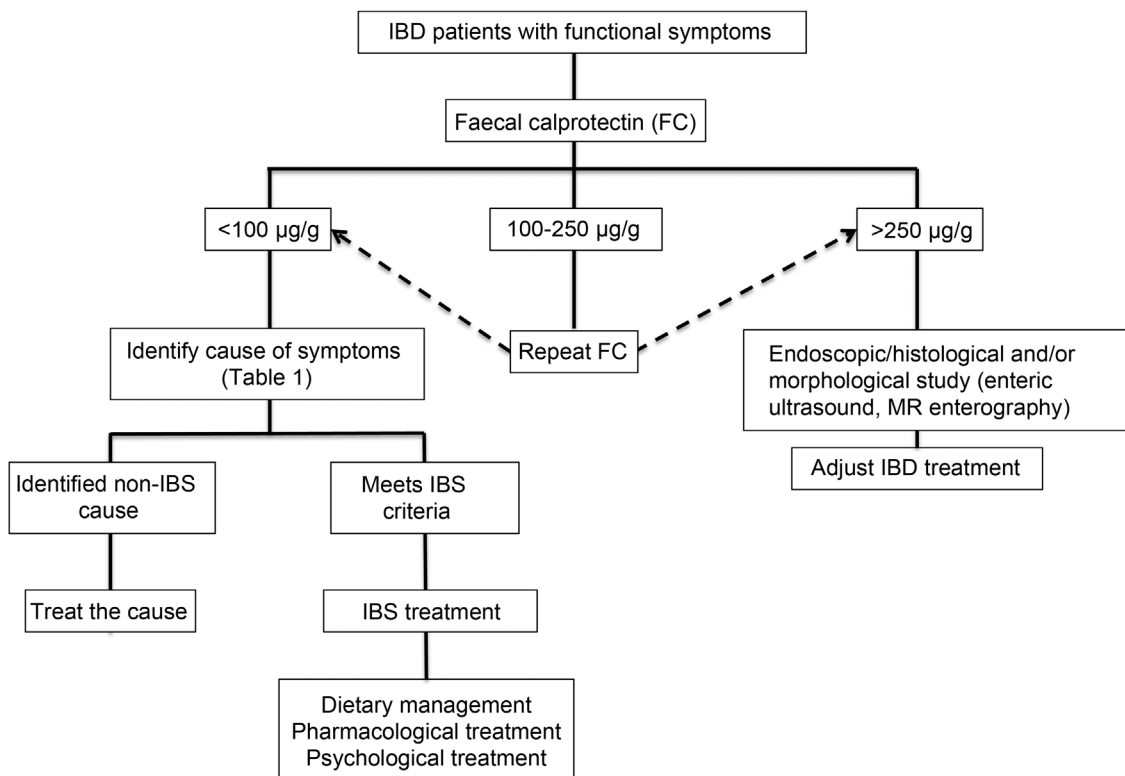 IBD patients with functional symptoms
Faecal calprotectin (FC)
<100 µg/g
100-250 µg/g
>250 µg/g
Identify cause of symptoms
(Table 1)
Repeat FC
Endoscopic/histological and/or
morphological study (enteric
ultrasound, MR enterography)
Adjust IBD treatment
Identified non-IBS
cause
Meets IBS
criteria
Treat the cause
IBS treatment
Dietary management
Pharmacological treatment
Psychological treatment